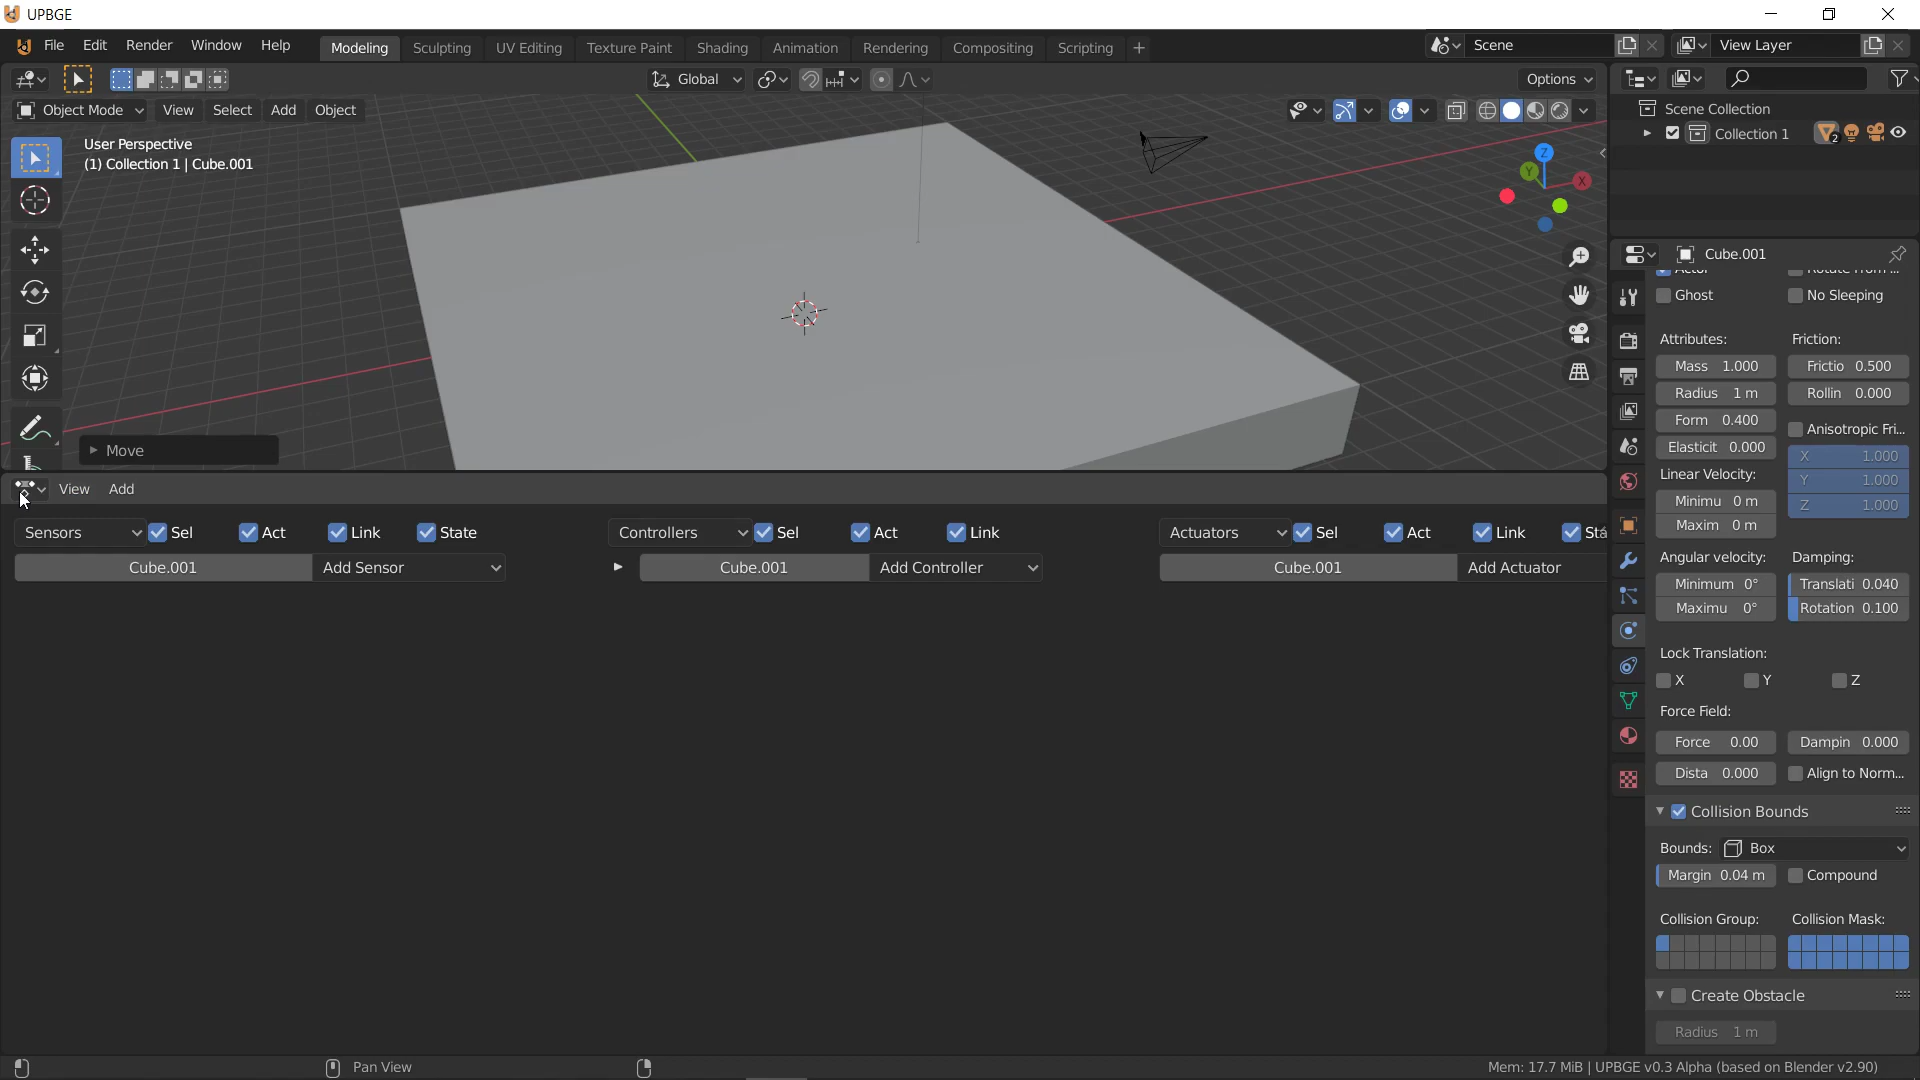 UPBGE
File Edit Render Window Help Modeling Sculpting UV Editing Texture Paint Shading Animation Rendering Compositing Scripting + Scene View Layer
Global Options
Object Mode View Select Add Object
User Perspective
(1) Collection 1 | Cube.001
Z
Y
X
Move
View Add
Sensors Sel Act Link State Controllers Sel Act Link Actuators Sel Act Link Sta
Cube.001 Add Sensor Cube.001 Add Controller Cube.001 Add Actuator
Scene Collection
Collection 1 2
Cube.001
Actor Rotate From ...
Ghost No Sleeping
Attributes: Friction:
Mass 1.000 Frictio 0.500
Radius 1 m Rollin 0.000
Form 0.400 Anisotropic Fri...
Elasticit 0.000 X 1.000
Linear Velocity: Y 1.000
Minimu 0 m Z 1.000
Maxim 0 m
Angular velocity: Damping:
Minimum 0° Translati 0.040
Maximu 0° Rotation 0.100
Lock Translation:
X Y Z
Force Field:
Force 0.00 Dampin 0.000
Dista 0.000 Align to Norm...
Collision Bounds
Bounds: Box
Margin 0.04 m Compound
Collision Group: Collision Mask:
Create Obstacle
Radius 1 m
Pan View Mem: 17.7 MiB | UPBGE v0.3 Alpha (based on Blender v2.90)